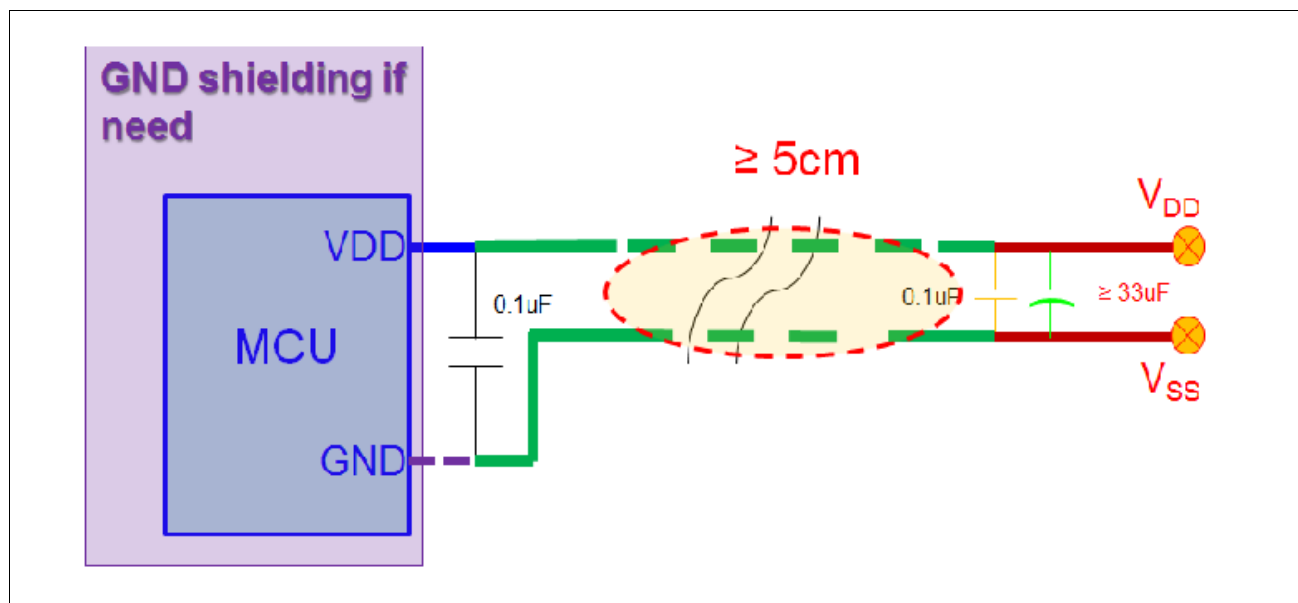 GND shielding if
need
≥ 5cm
VDD
VDD
0.1uF
0.1uF
≥ 33uF
MCU
VSS
GND